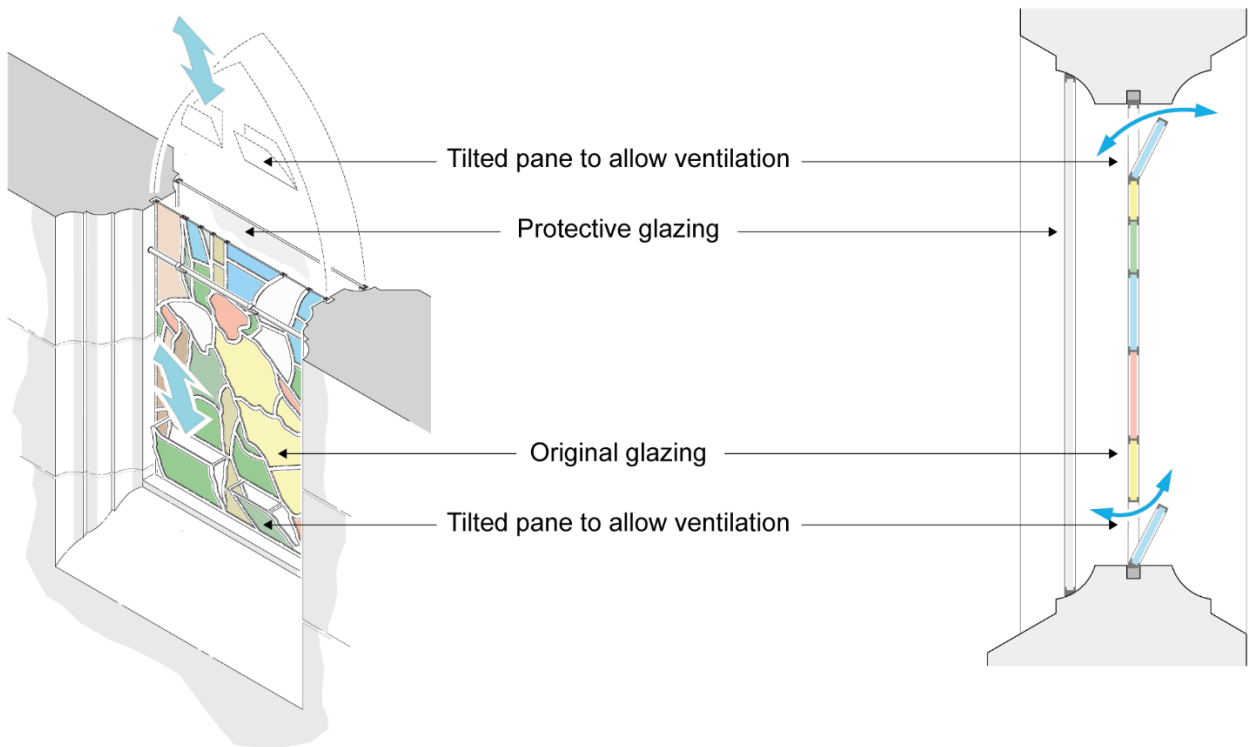 Tilted pane to allow ventilation
Protective glazing
Original glazing
Tilted pane to allow ventilation